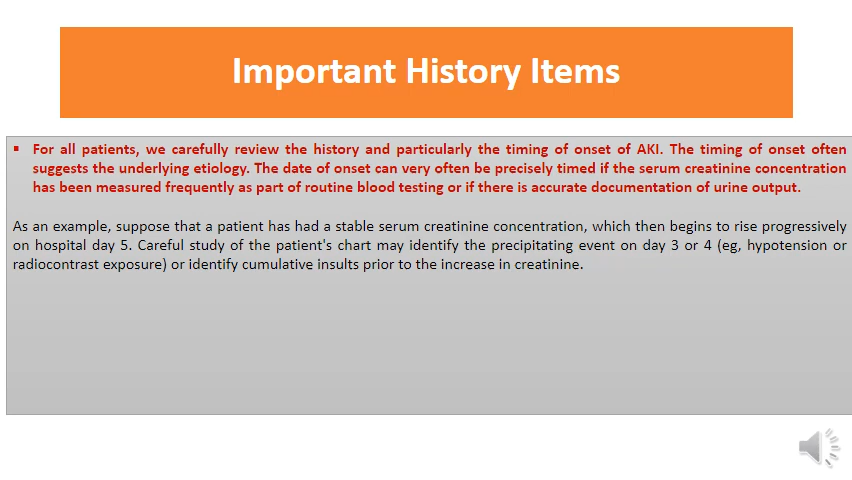 Important History Items
▪ For all patients, we carefully review the history and particularly the timing of onset of AKI. The timing of onset often
suggests the underlying etiology. The date of onset can very often be precisely timed if the serum creatinine concentration
has been measured frequently as part of routine blood testing or if there is accurate documentation of urine output.
As an example, suppose that a patient has had a stable serum creatinine concentration, which then begins to rise progressively
on hospital day 5. Careful study of the patient's chart may identify the precipitating event on day 3 or 4 (eg, hypotension or
radiocontrast exposure) or identify cumulative insults prior to the increase in creatinine.